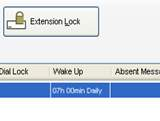 Extension Lock
Dial Lock Wake Up Absent Messa
07h 00min Daily